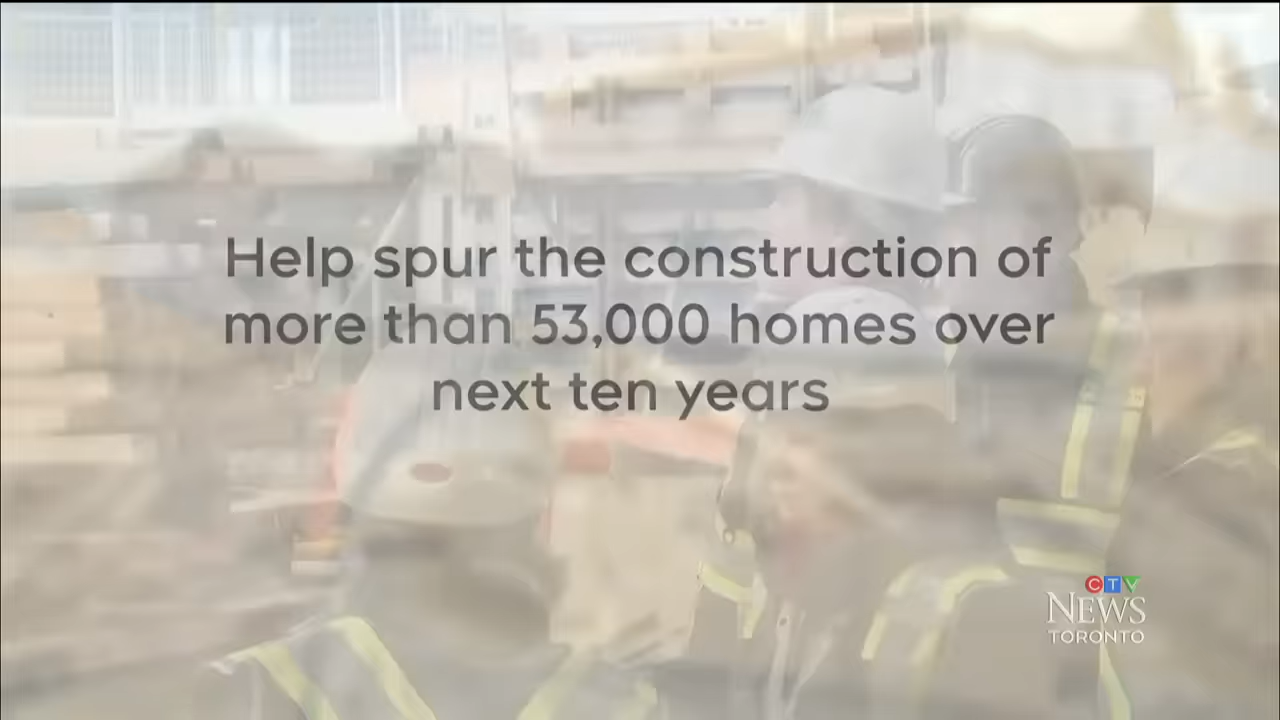 Help spur the construction of
more than 53,000 homes over
next ten years
CTV
NEWS
TORONTO